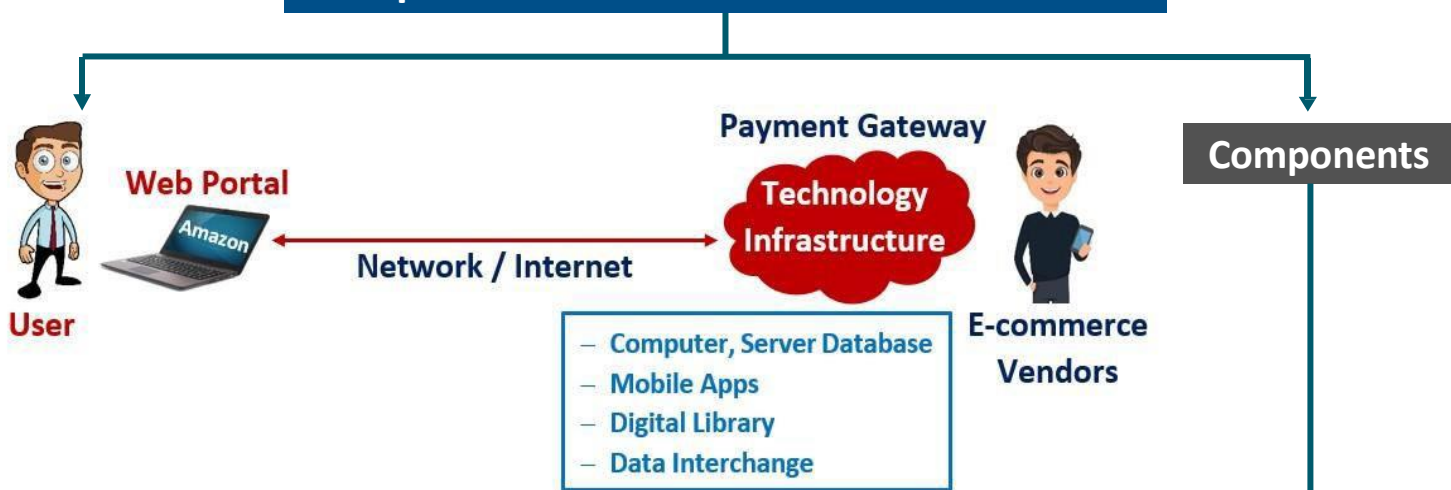 Payment Gateway
Components
Web Portal
Technology
Infrastructure
Amazon
Network / Internet
User
E-commerce
Vendors
– Computer, Server Database
– Mobile Apps
– Digital Library
– Data Interchange